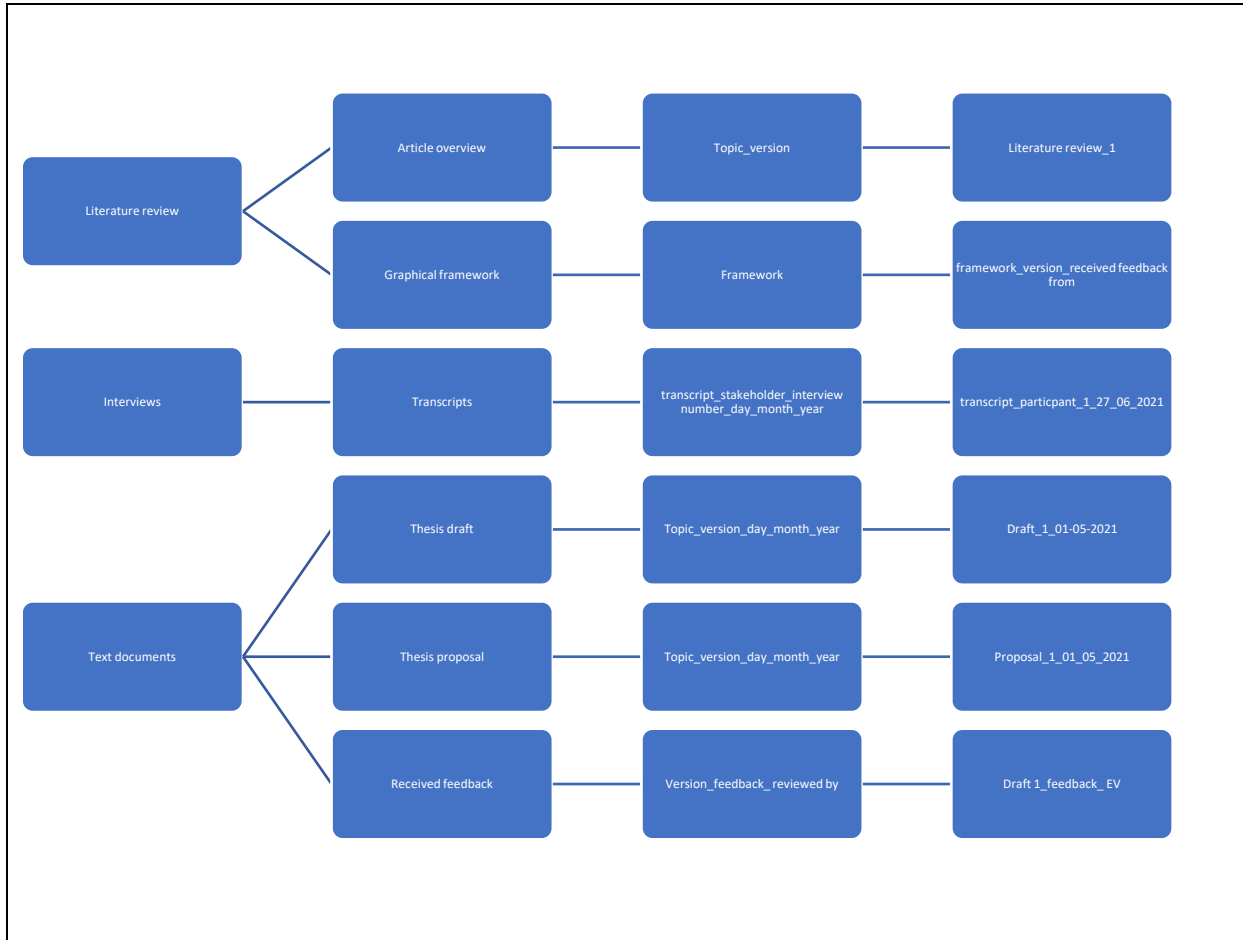 Article overview
Topic_version
Literature review_1
Literature review
Graphical framework
Framework
framework_version_received feedback
from
Interviews
Transcripts
transcript_stakeholder_interview
number_day_month_year
transcript_particpant_1_27_06_2021
Thesis draft
Topic_version_day_month_year
Draft_1_01-05-2021
Text documents
Thesis proposal
Topic_version_day_month_year
Proposal_1_01_05_2021
Received feedback
Version_feedback_ reviewed by
Draft 1_feedback_ EV